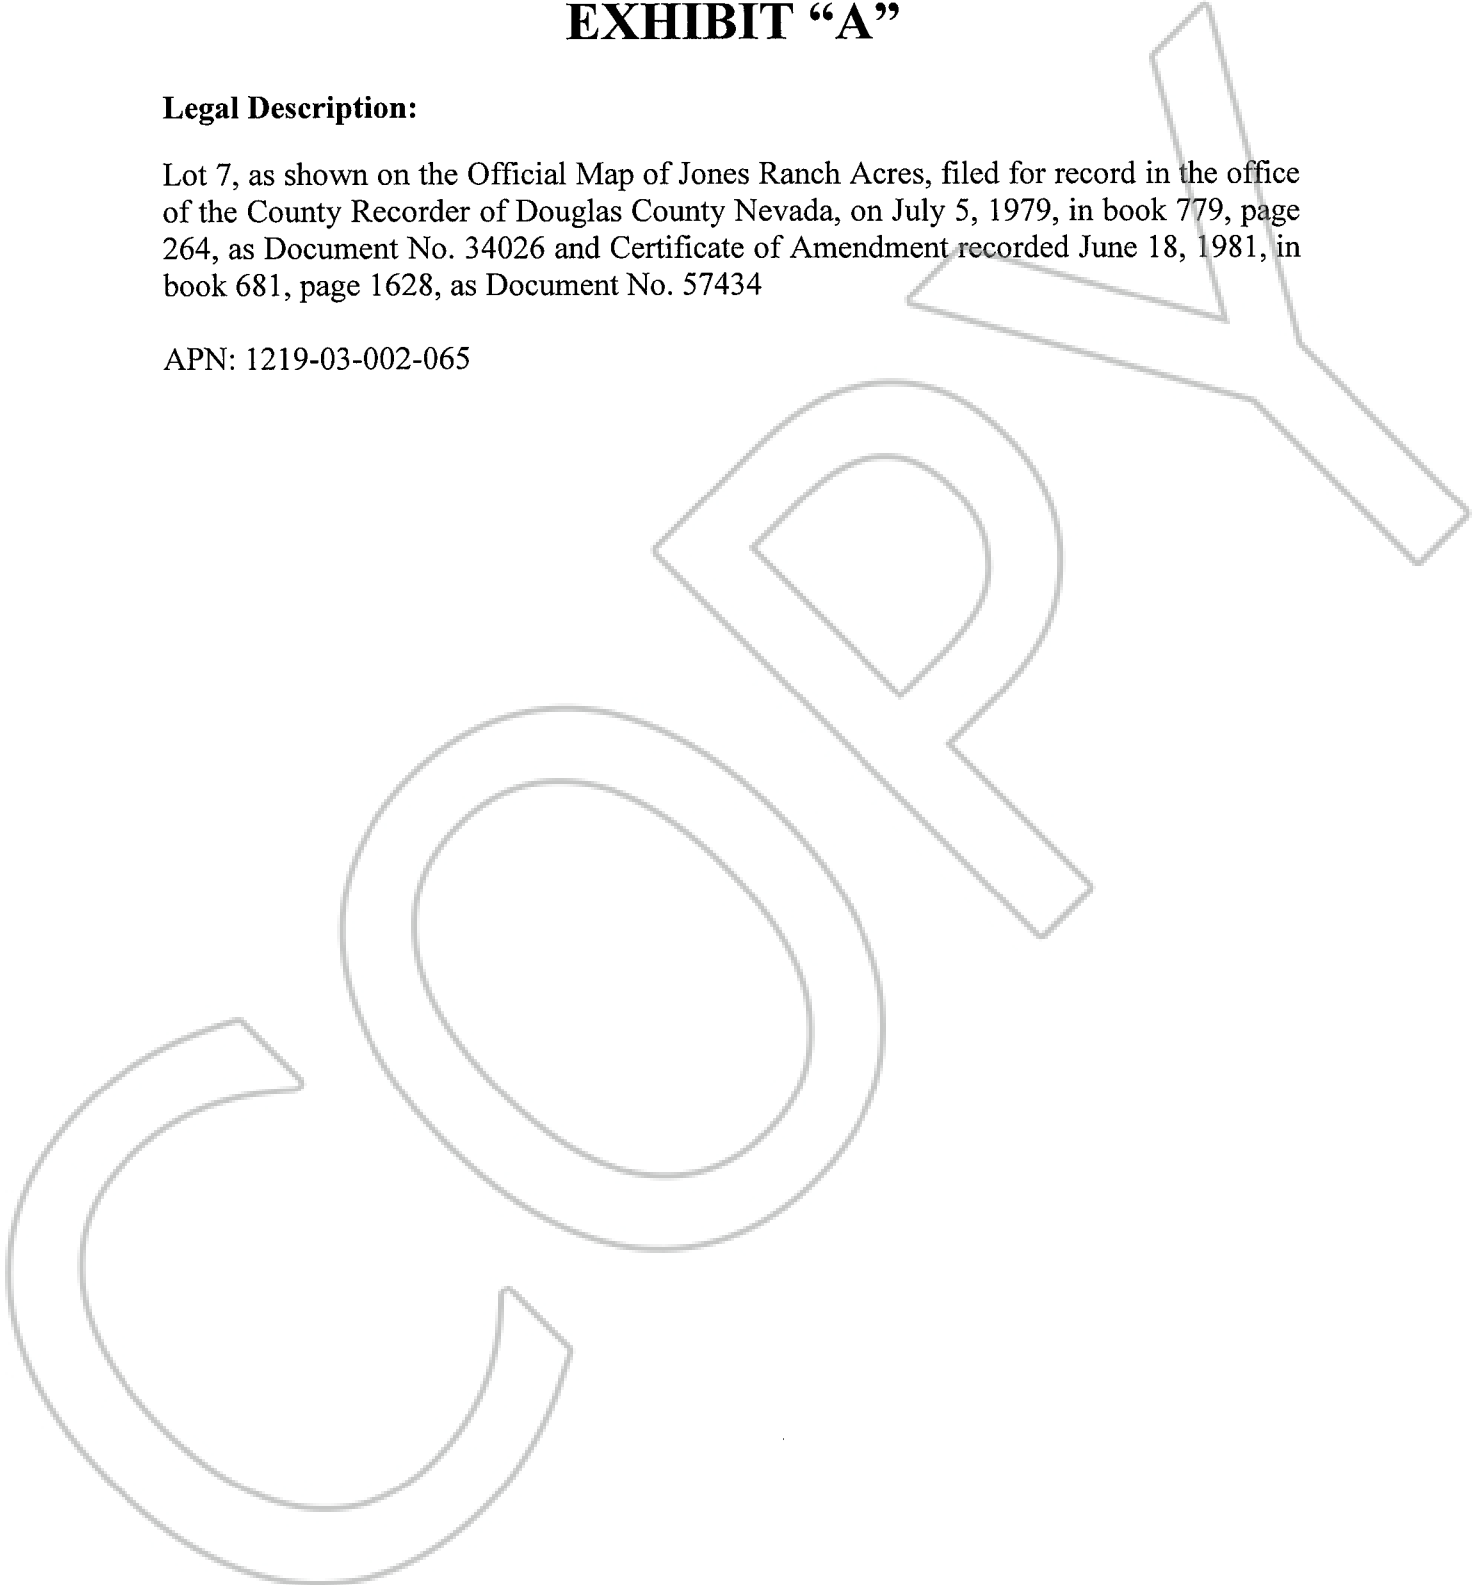 EXHIBIT “A”
Legal Description:
Lot 7, as shown on the Official Map of Jones Ranch Acres, filed for record in the office
of the County Recorder of Douglas County Nevada, on July 5, 1979, in book 779, page
264, as Document No. 34026 and Certificate of Amendment recorded June 18, 1981, in
book 681, page 1628, as Document No. 57434
APN: 1219-03-002-065
COPY